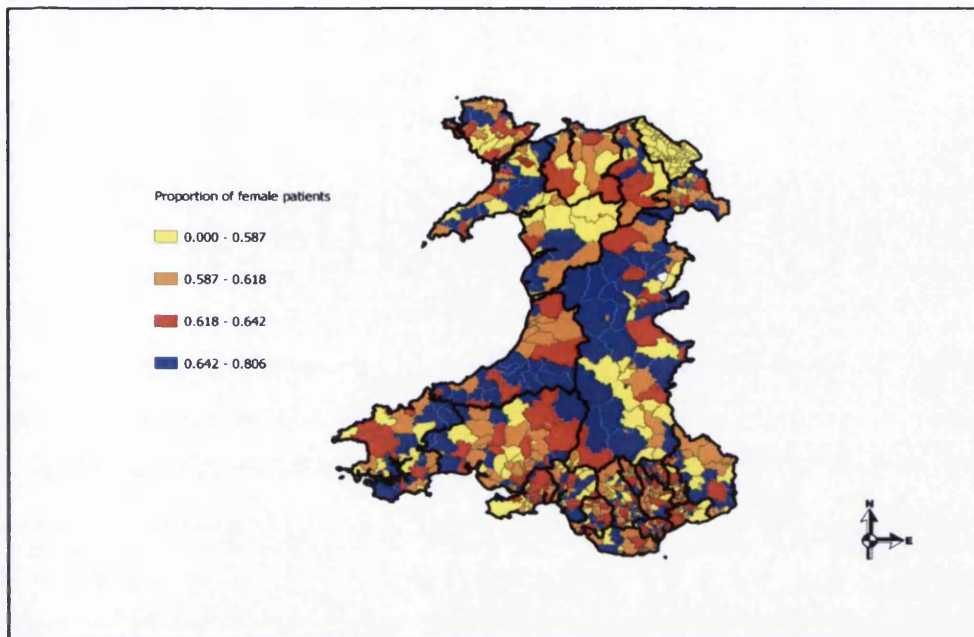 Proportion of female patients
0.000 - 0.587
0.587 - 0.618
0.618 - 0.642
0.642 - 0.806
N
E